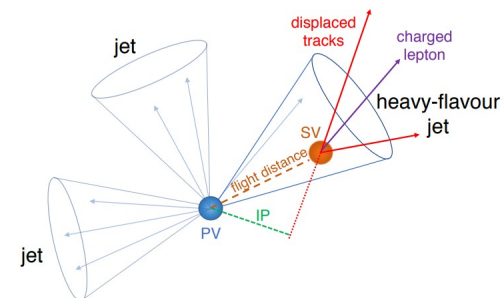 jet
displaced
tracks
charged
lepton
heavy-flavour
jet
SV
flight distance
IP
PV
jet